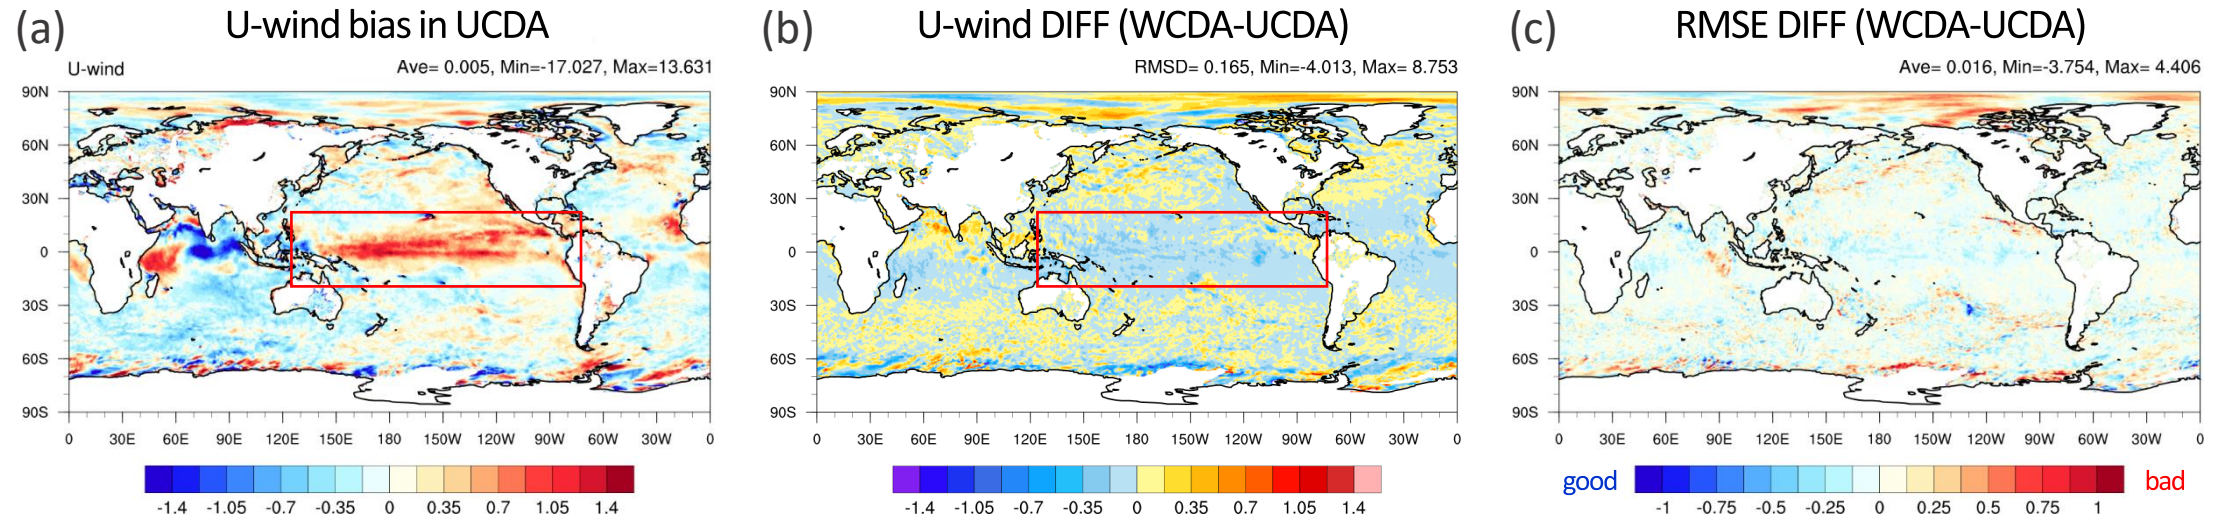 (a) U-wind bias in UCDA
U-wind Ave= 0.005, Min=-17.027, Max=13.631
90N
60N
30N
0
30S
60S
90S
0 30E 60E 90E 120E 150E 180 150W 120W 90W 60W 30W 0
-1.4 -1.05 -0.7 -0.35 0 0.35 0.7 1.05 1.4
(b) U-wind DIFF (WCDA-UCDA)
RMSD= 0.165, Min=-4.013, Max= 8.753
90N
60N
30N
0
30S
60S
90S
0 30E 60E 90E 120E 150E 180 150W 120W 90W 60W 30W 0
-1.4 -1.05 -0.7 -0.35 0 0.35 0.7 1.05 1.4
(c) RMSE DIFF (WCDA-UCDA)
Ave= 0.016, Min=-3.754, Max= 4.406
90N
60N
30N
0
30S
60S
90S
0 30E 60E 90E 120E 150E 180 150W 120W 90W 60W 30W 0
good bad
-1 -0.75 -0.5 -0.25 0 0.25 0.5 0.75 1